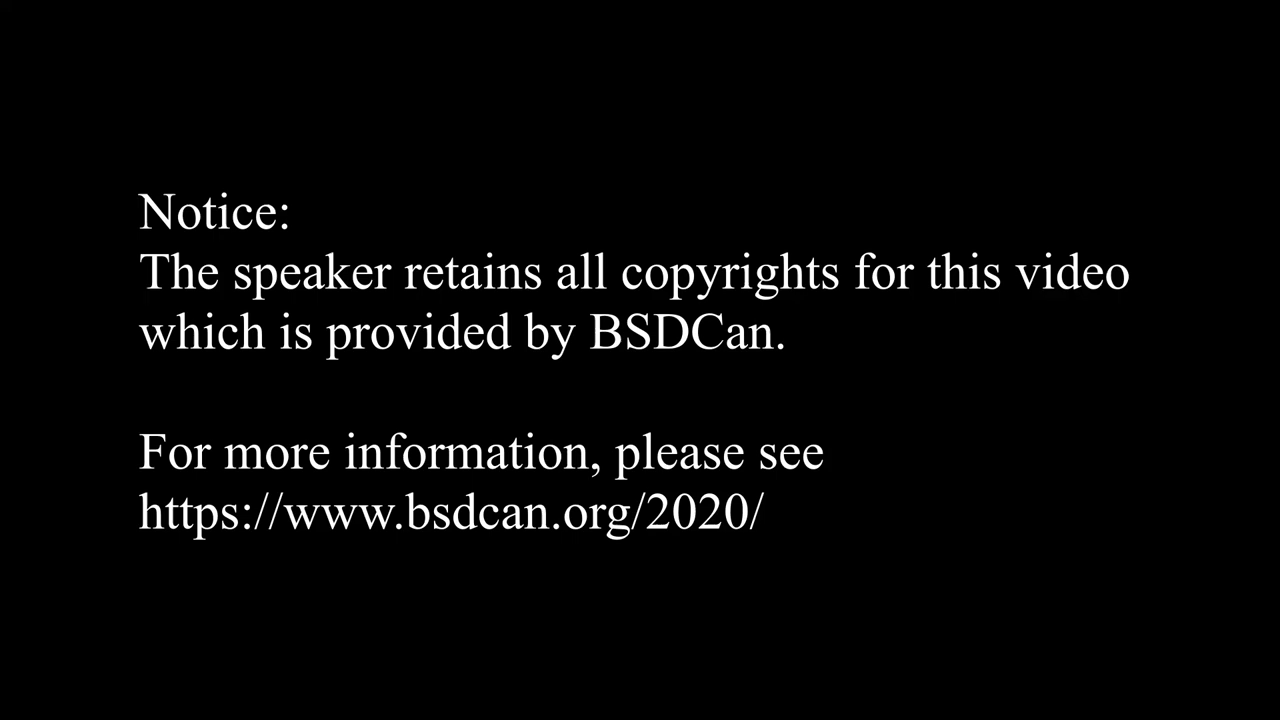 Notice:
The speaker retains all copyrights for this video
which is provided by BSDCan.
For more information, please see
https://www.bsdcan.org/2020/